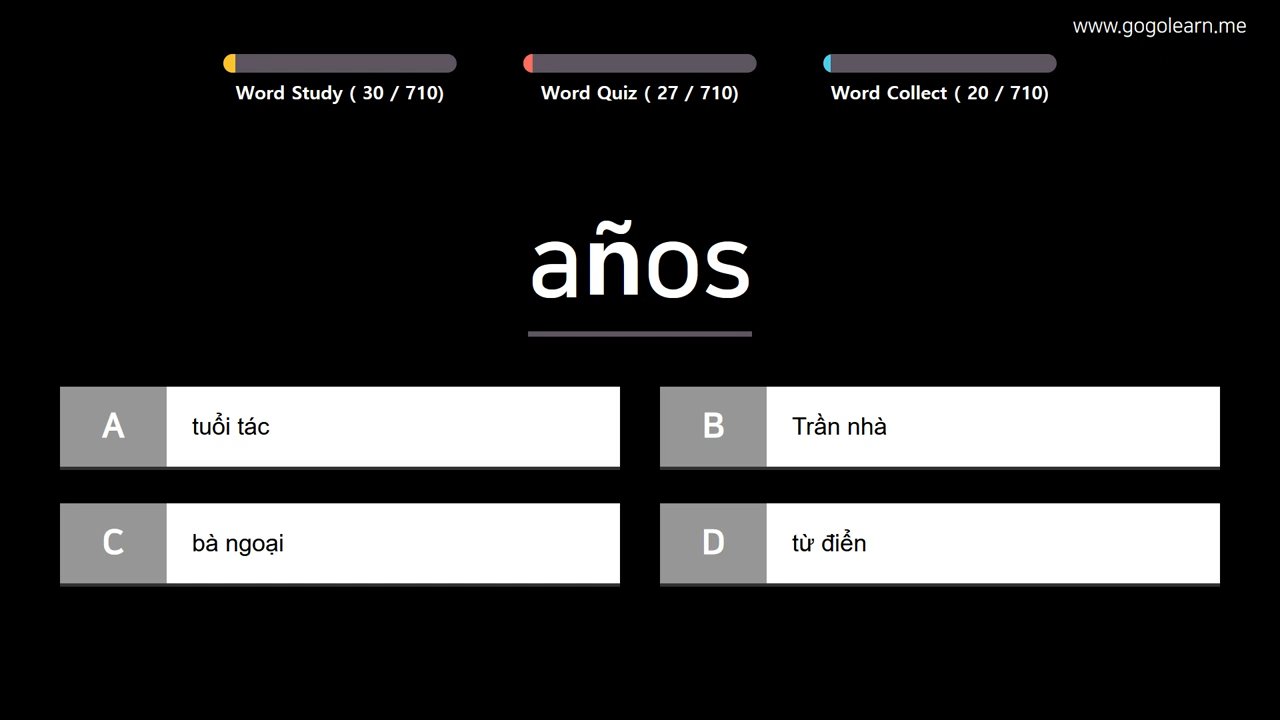 www.gogolearn.me
Word Study ( 30 / 710)
Word Quiz ( 27 / 710)
Word Collect ( 20 / 710)
años
A tuổi tác
B Trần nhà
C bà ngoại
D từ điển